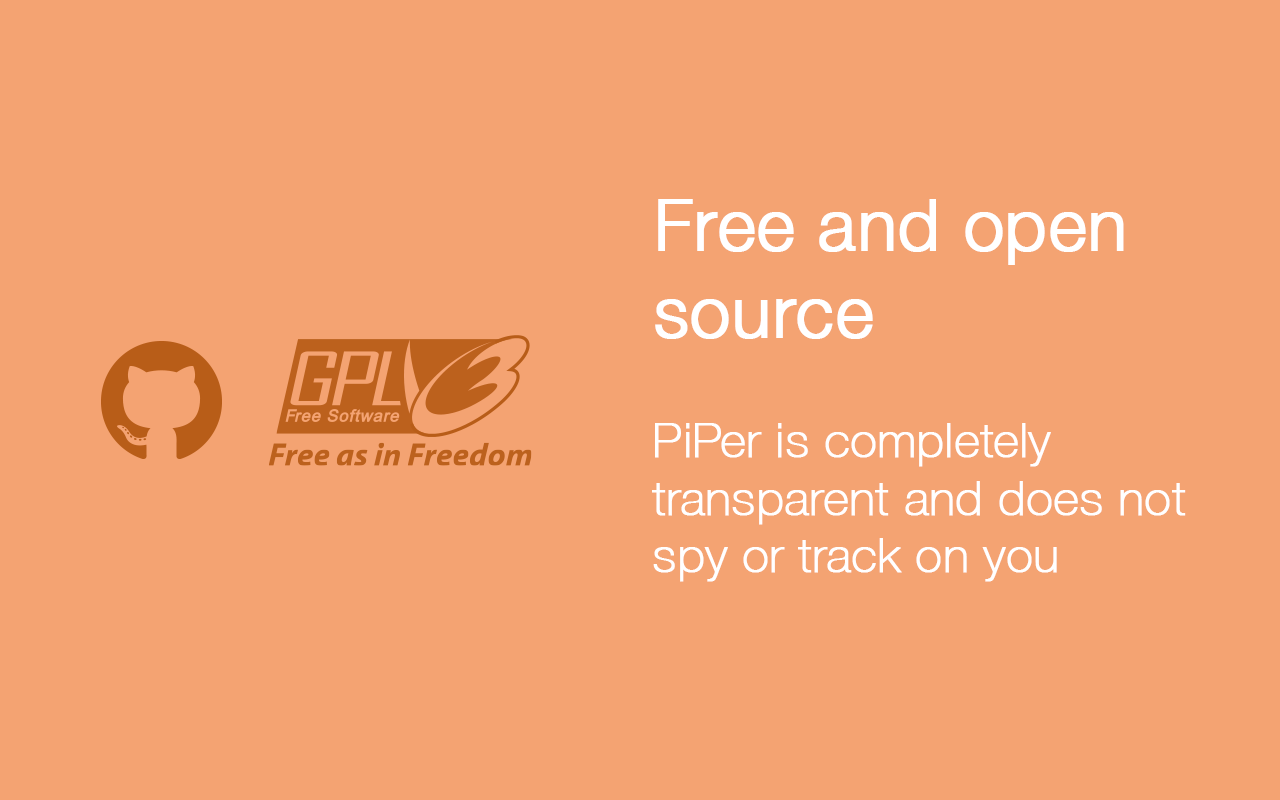 GPLv3
Free Software
Free as in Freedom
Free and open
source
PiPer is completely
transparent and does not
spy or track on you